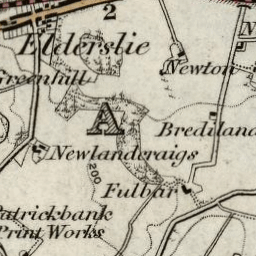 2
Elderslie
Newton
Greenhill
A
Brediland
Newlandcraigs
200
Fulbar
Patrickbank
Print Works